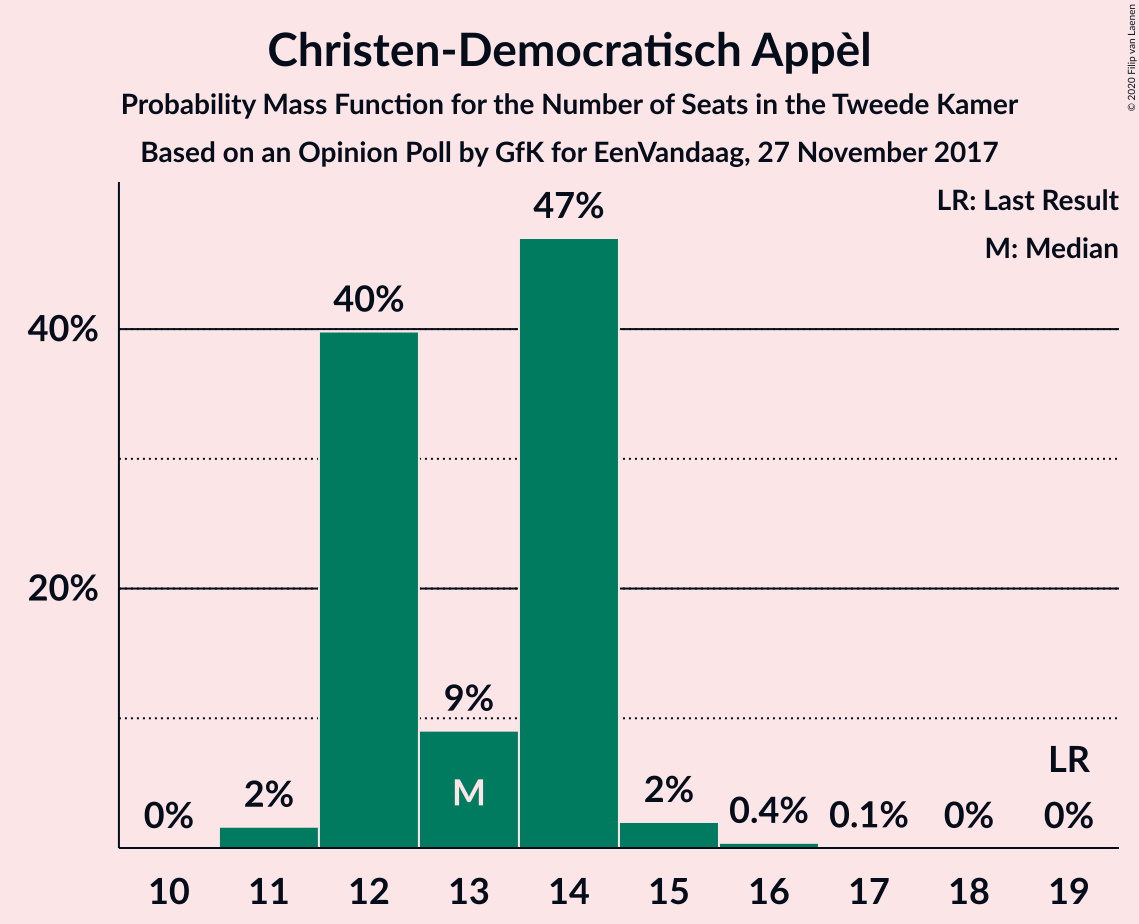 Christen-Democratisch Appèl
Probability Mass Function for the Number of Seats in the Tweede Kamer
Based on an Opinion Poll by GfK for EenVandaag, 27 November 2017
© 2020 Filip van Laenen
LR: Last Result
M: Median
47%
40%
40%
20%
9%
M
LR
0%
2%
2%
0.4%
0.1%
0%
0%
10 11 12 13 14 15 16 17 18 19